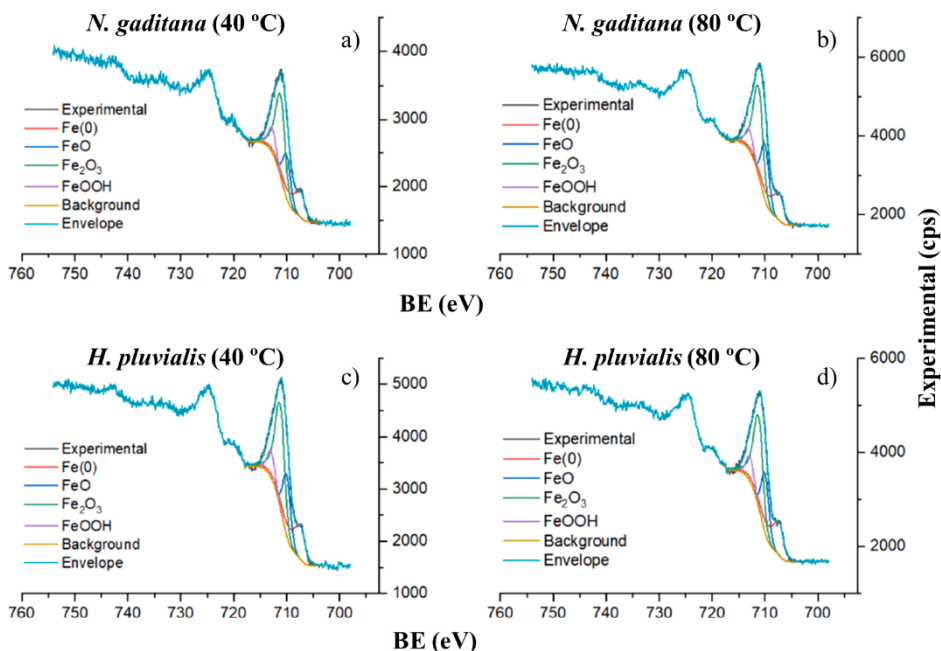 N. gaditana (40 ºC)
a)
4000
3000
2000
1000
Experimental
Fe(0)
FeO
Fe₂O₃
FeOOH
Background
Envelope
760 750 740 730 720 710 700
N. gaditana (80 ºC)
b)
6000
4000
2000
Experimental
Fe(0)
FeO
Fe₂O₃
FeOOH
Background
Envelope
760 750 740 730 720 710 700
BE (eV)
Experimental (cps)
H. pluvialis (40 ºC)
c)
5000
4000
3000
2000
1000
Experimental
Fe(0)
FeO
Fe₂O₃
FeOOH
Background
Envelope
760 750 740 730 720 710 700
H. pluvialis (80 ºC)
d)
6000
4000
2000
Experimental
Fe(0)
FeO
Fe₂O₃
FeOOH
Background
Envelope
760 750 740 730 720 710 700
BE (eV)